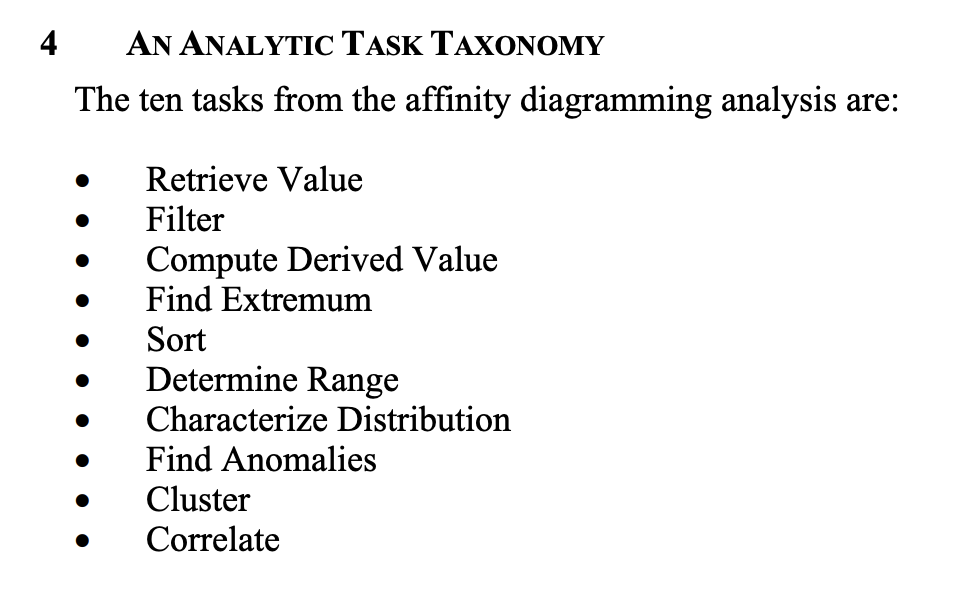 4 AN ANALYTIC TASK TAXONOMY
The ten tasks from the affinity diagramming analysis are:
• Retrieve Value
• Filter
• Compute Derived Value
• Find Extremum
• Sort
• Determine Range
• Characterize Distribution
• Find Anomalies
• Cluster
• Correlate